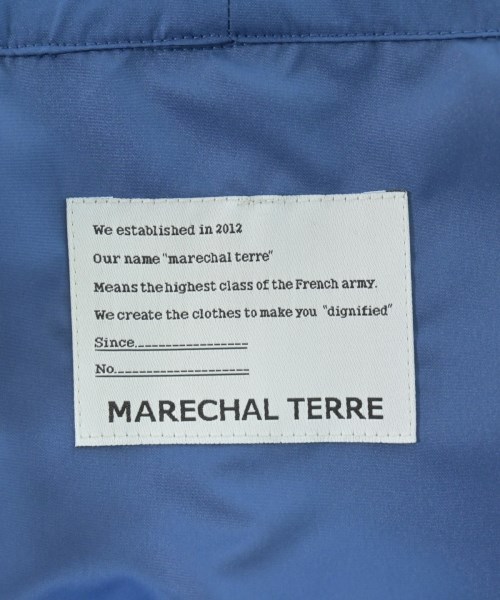 We established in 2012
Our name "marechal terre"
Means the highest class of the French army.
We create the clothes to make you "dignified"
Since
No.
MARECHAL TERRE